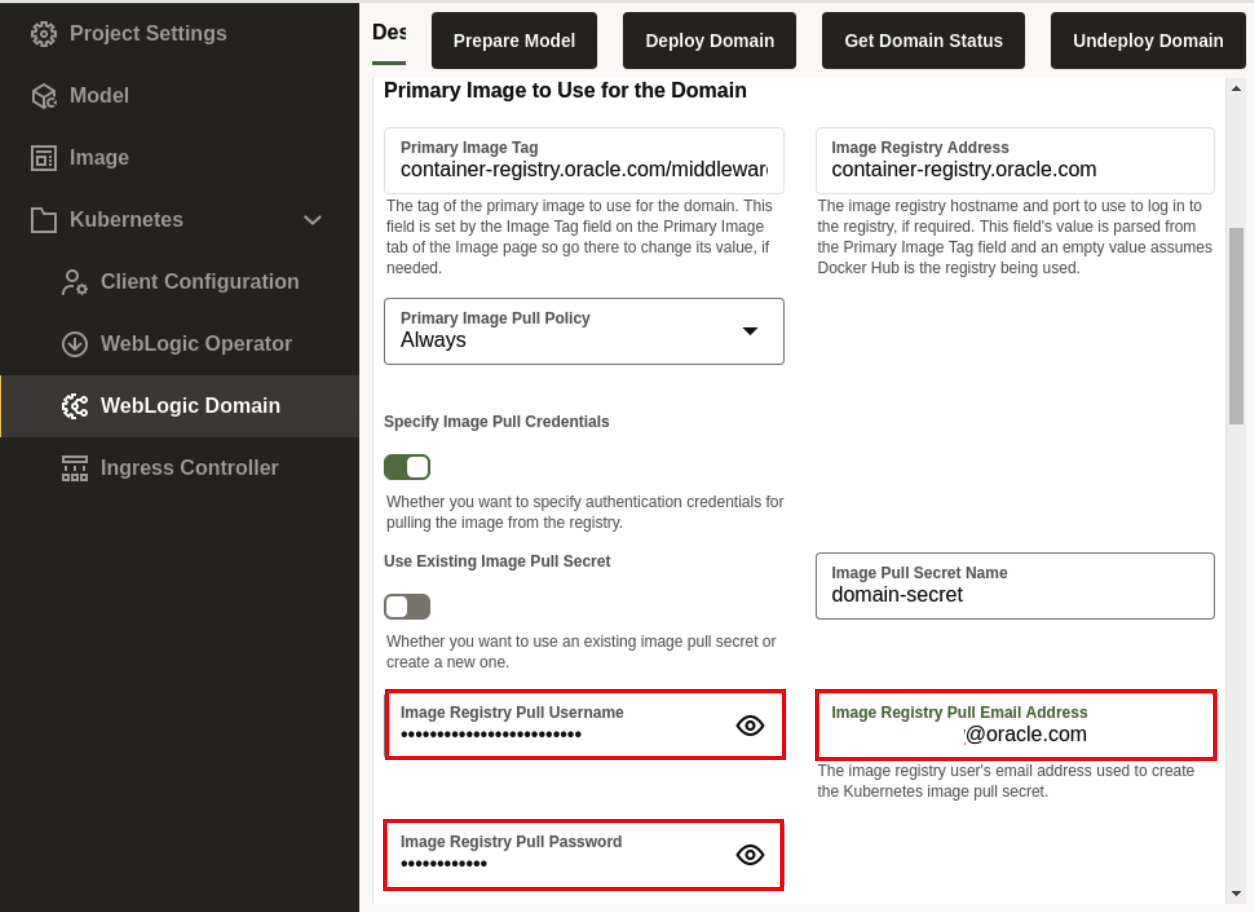 Project Settings
Model
Image
Kubernetes
Client Configuration
WebLogic Operator
WebLogic Domain
Ingress Controller
Prepare Model
Deploy Domain
Get Domain Status
Undeploy Domain
Primary Image to Use for the Domain
Primary Image Tag
container-registry.oracle.com/middlewar
The tag of the primary image to use for the domain. This
field is set by the Image Tag field on the Primary Image
tab of the Image page so go there to change its value, if
needed.
Image Registry Address
container-registry.oracle.com
The image registry hostname and port to use to log in to
the registry, if required. This field's value is parsed from
the Primary Image Tag field and an empty value assumes
Docker Hub is the registry being used.
Primary Image Pull Policy
Always
Specify Image Pull Credentials
Whether you want to specify authentication credentials for
pulling the image from the registry.
Use Existing Image Pull Secret
Whether you want to use an existing image pull secret or
create a new one.
Image Pull Secret Name
domain-secret
Image Registry Pull Username
••••••••••••••••••••••••••
Image Registry Pull Email Address
@oracle.com
The image registry user's email address used to create
the Kubernetes image pull secret.
Image Registry Pull Password
••••••••••••